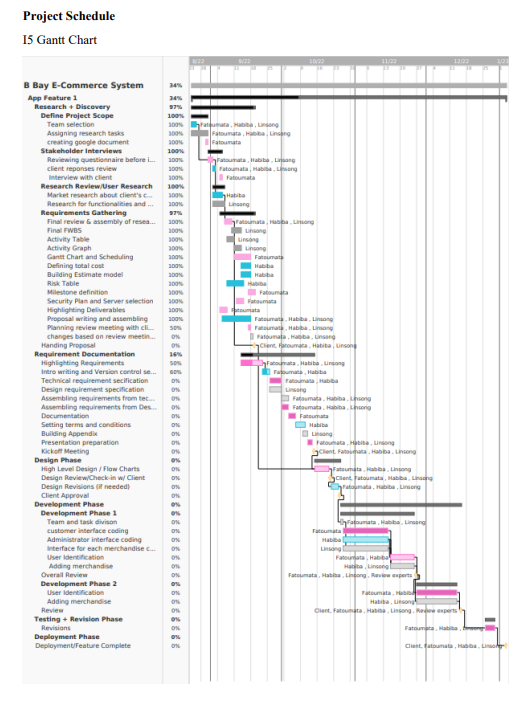 Project Schedule
I5 Gantt Chart
8/22 9/22 10/22 11/22 12/22 1/23
B Bay E-Commerce System 34%
App Feature 1 34%
Research + Discovery 97%
Define Project Scope 100%
Team selection 100% Fatoumata, Habiba, Linsong
Assigning research tasks 100% Fatoumata, Habiba, Linsong
creating google document 100% Fatoumata
Stakeholder Interviews 100%
Reviewing questionnaire before i... 100% Fatoumata, Habiba, Linsong
client reponses review 100% Fatoumata, Habiba, Linsong
Interview with client 100% Fatoumata
Research Review/User Research 100%
Market research about client's c... 100% Habiba
Research for functionalities and ... 100% Linsong
Requirements Gathering 97%
Final review & assembly of resea... 100% Fatoumata, Habiba, Linsong
Final FWBS 100% Linsong
Activity Table 100% Linsong
Activity Graph 100% Linsong
Gantt Chart and Scheduling 100% Fatoumata
Defining total cost 100% Habiba
Building Estimate model 100% Habiba
Risk Table 100% Habiba
Milestone definition 100% Fatoumata
Security Plan and Server selection 100% Fatoumata
Highlighting Deliverables 100% Fatoumata
Proposal writing and assembling 100% Fatoumata, Habiba, Linsong
Planning review meeting with cli... 50% Fatoumata, Habiba, Linsong
changes based on review meetin... 0% Fatoumata, Habiba, Linsong
Handing Proposal 0% Client, Fatoumata, Habiba, Linsong
Requirement Documentation 16%
Highlighting Requirements 50% Fatoumata, Habiba, Linsong
Intro writing and Version control se... 60% Fatoumata, Habiba
Technical requirement secification 0% Fatoumata, Habiba
Design requirement specification 0% Linsong
Assembling requirements from tec... 0% Fatoumata, Habiba, Linsong
Assembling requirements from Des... 0% Fatoumata, Habiba, Linsong
Documentation 0% Fatoumata
Setting terms and conditions 0% Habiba
Building Appendix 0% Linsong
Presentation preparation 0% Fatoumata, Habiba, Linsong
Kickoff Meeting 0% Client, Fatoumata, Habiba, Linsong
Design Phase 0%
High Level Design / Flow Charts 0% Fatoumata, Habiba, Linsong
Design Review/Check-in w/ Client 0% Client, Fatoumata, Habiba, Linsong
Design Revisions (if needed) 0% Fatoumata, Habiba, Linsong
Client Approval 0% Client
Development Phase 0%
Development Phase 1 0%
Team and task divison 0% Fatoumata, Habiba, Linsong
customer interface coding 0% Fatoumata
Administrator interface coding 0% Habiba
Interface for each merchandise c... 0% Linsong
User Identification 0% Fatoumata, Habiba
Adding merchandise 0% Habiba, Linsong
Overall Review 0% Fatoumata, Habiba, Linsong, Review experts
Development Phase 2 0%
User Identification 0% Fatoumata, Habiba
Adding merchandise 0% Habiba, Linsong
Review 0% Client, Fatoumata, Habiba, Linsong, Review experts
Testing + Revision Phase 0%
Revisions 0% Fatoumata, Habiba, Linsong
Deployment Phase 0%
Deployment/Feature Complete 0% Client, Fatoumata, Habiba, Linsong